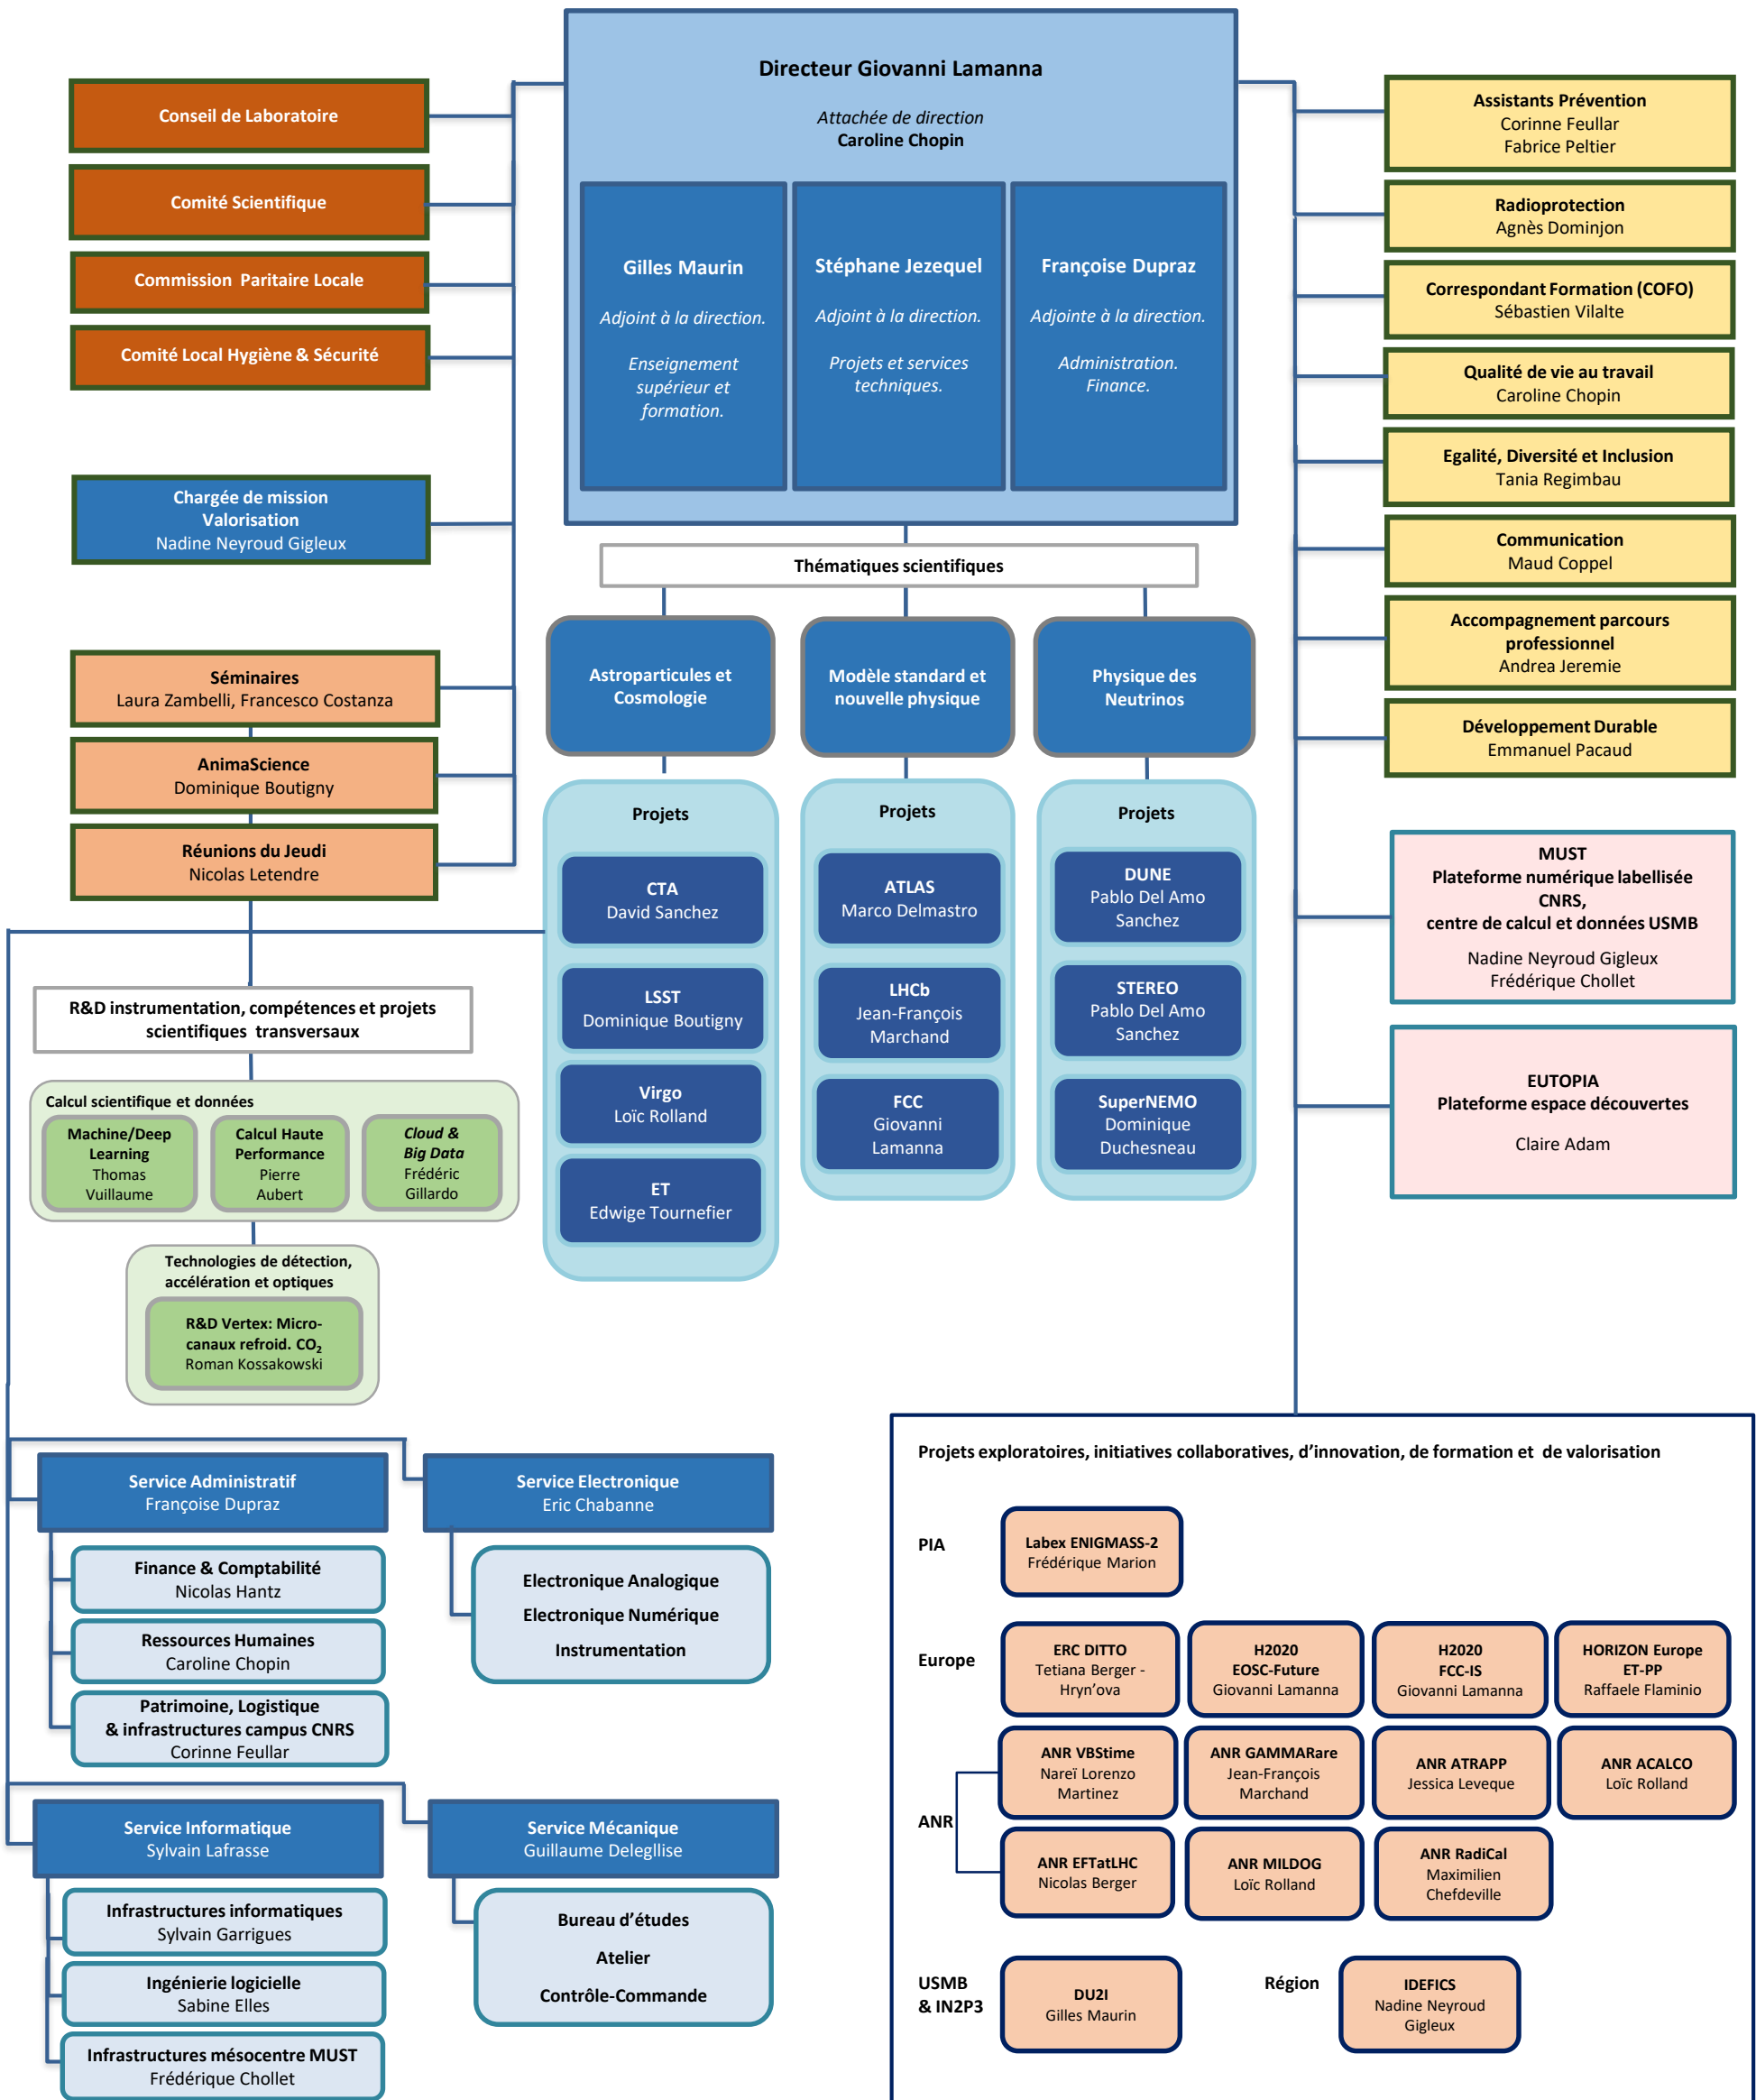 Directeur Giovanni Lamanna
Attachée de direction
Caroline Chopin
Gilles Maurin
Adjoint à la direction.
Enseignement
supérieur et
formation.
Stéphane Jezequel
Adjoint à la direction.
Projets et services
techniques.
Françoise Dupraz
Adjointe à la direction.
Administration.
Finance.
Conseil de Laboratoire
Comité Scientifique
Commission Paritaire Locale
Comité Local Hygiène & Sécurité
Chargée de mission
Valorisation
Nadine Neyroud Gigleux
Séminaires
Laura Zambelli, Francesco Costanza
AnimaScience
Dominique Boutigny
Réunions du Jeudi
Nicolas Letendre
Assistants Prévention
Corinne Feullar
Fabrice Peltier
Radioprotection
Agnès Dominjon
Correspondant Formation (COFO)
Sébastien Vilalte
Qualité de vie au travail
Caroline Chopin
Egalité, Diversité et Inclusion
Tania Regimbau
Communication
Maud Coppel
Accompagnement parcours
professionnel
Andrea Jeremie
Développement Durable
Emmanuel Pacaud
MUST
Plateforme numérique labellisée
CNRS,
centre de calcul et données USMB
Nadine Neyroud Gigleux
Frédérique Chollet
EUTOPIA
Plateforme espace découvertes
Claire Adam
Thématiques scientifiques
Astroparticules et
Cosmologie
Modèle standard et
nouvelle physique
Physique des
Neutrinos
Projets
CTA
David Sanchez
LSST
Dominique Boutigny
Virgo
Loïc Rolland
ET
Edwige Tournefier
Projets
ATLAS
Marco Delmastro
LHCb
Jean-François
Marchand
FCC
Giovanni
Lamanna
Projets
DUNE
Pablo Del Amo
Sanchez
STEREO
Pablo Del Amo
Sanchez
SuperNEMO
Dominique
Duchesneau
R&D instrumentation, compétences et projets
scientifiques transversaux
Calcul scientifique et données
Machine/Deep
Learning
Thomas
Vuillaume
Calcul Haute
Performance
Pierre
Aubert
Cloud &
Big Data
Frédéric
Gillardo
Technologies de détection,
accélération et optiques
R&D Vertex: Micro-
canaux refroid. CO₂
Roman Kossakowski
Service Administratif
Françoise Dupraz
Finance & Comptabilité
Nicolas Hantz
Ressources Humaines
Caroline Chopin
Patrimoine, Logistique
& infrastructures campus CNRS
Corinne Feullar
Service Electronique
Eric Chabanne
Electronique Analogique
Electronique Numérique
Instrumentation
Service Informatique
Sylvain Lafrasse
Infrastructures informatiques
Sylvain Garrigues
Ingénierie logicielle
Sabine Elles
Infrastructures mésocentre MUST
Frédérique Chollet
Service Mécanique
Guillaume Delegllise
Bureau d’études
Atelier
Contrôle-Commande
Projets exploratoires, initiatives collaboratives, d’innovation, de formation et de valorisation
PIA
Labex ENIGMASS-2
Frédérique Marion
Europe
ERC DITTO
Tetiana Berger -
Hryn’ova
H2020
EOSC-Future
Giovanni Lamanna
H2020
FCC-IS
Giovanni Lamanna
HORIZON Europe
ET-PP
Raffaele Flaminio
ANR
ANR VBStime
Nareï Lorenzo
Martinez
ANR GAMMARare
Jean-François
Marchand
ANR ATRAPP
Jessica Leveque
ANR ACALCO
Loïc Rolland
ANR EFTatLHC
Nicolas Berger
ANR MILDOG
Loïc Rolland
ANR RadiCal
Maximilien
Chefdeville
USMB
& IN2P3
DU2I
Gilles Maurin
Région
IDEFICS
Nadine Neyroud
Gigleux